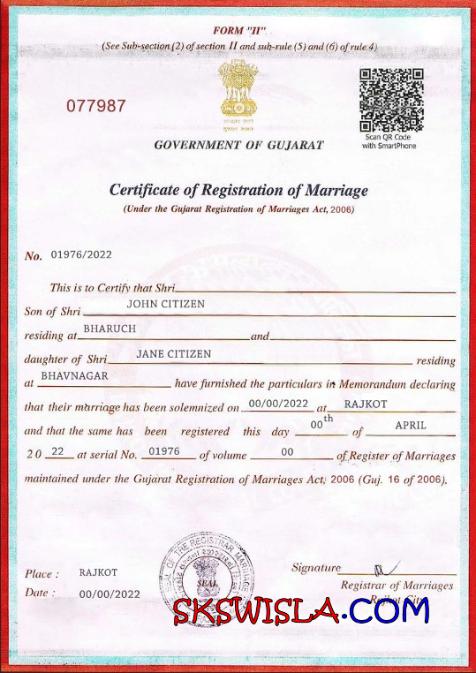 FORM "II"
(See Sub-section (2) of section II and sub-rule (5) and (6) of rule 4)
077987
Scan QR Code
with SmartPhone
GOVERNMENT OF GUJARAT
Certificate of Registration of Marriage
(Under the Gujarat Registration of Marriages Act, 2006)
No. 01976/2022
This is to Certify that Shri
Son of Shri JOHN CITIZEN
residing at BHARUCH and
daughter of Shri JANE CITIZEN residing
at BHAVNAGAR have furnished the particulars in Memorandum declaring
that their marriage has been solemnized on 00/00/2022 at RAJKOT
and that the same has been registered this day 00th of APRIL
20 22 at serial No. 01976 of volume 00 of Register of Marriages
maintained under the Gujarat Registration of Marriages Act, 2006 (Guj. 16 of 2006).
SEAL OF THE REGISTRAR MARRIAGE
SEAL
Place : RAJKOT
Signature
Registrar of Marriages
Date : 00/00/2022
SKSWISLA.COM